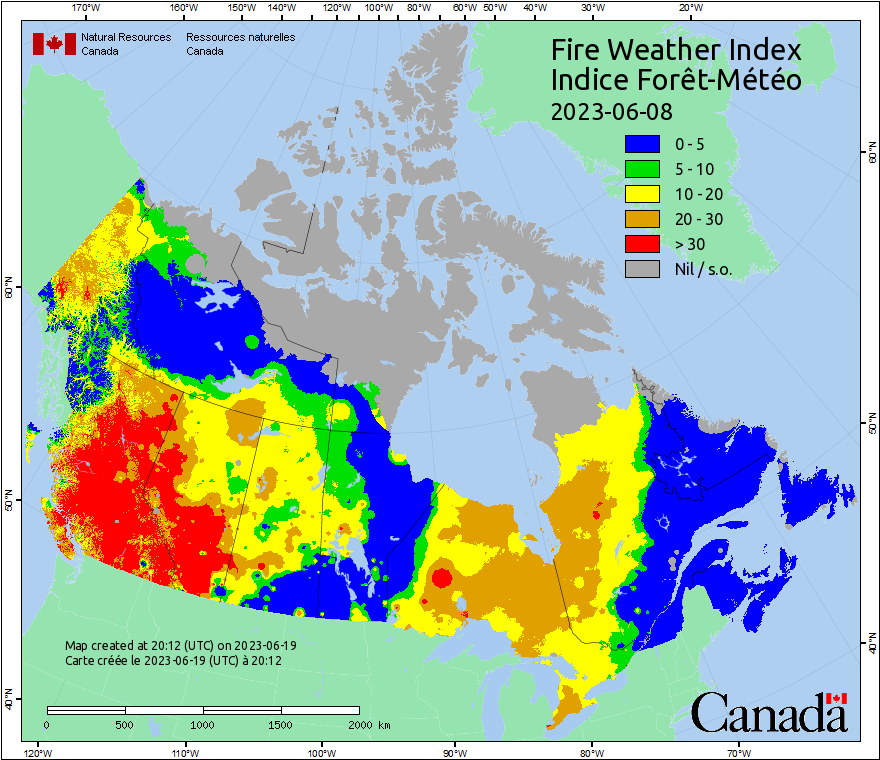 170°W 160°W 150°W 140°W 120°W 100°W 80°W 60°W 50°W 40°W 30°W 20°W
Natural Resources Ressources naturelles
Canada Canada
Fire Weather Index
Indice Forêt-Météo
2023-06-08
0 - 5
5 - 10
10 - 20
20 - 30
> 30
Nil / s.o.
60°N
60°N
50°N
50°N
40°N
40°N
Map created at 20:12 (UTC) on 2023-06-19
Carte créée le 2023-06-19 (UTC) à 20:12
0 500 1000 1500 2000 km
Canada
120°W 110°W 100°W 90°W 80°W 70°W